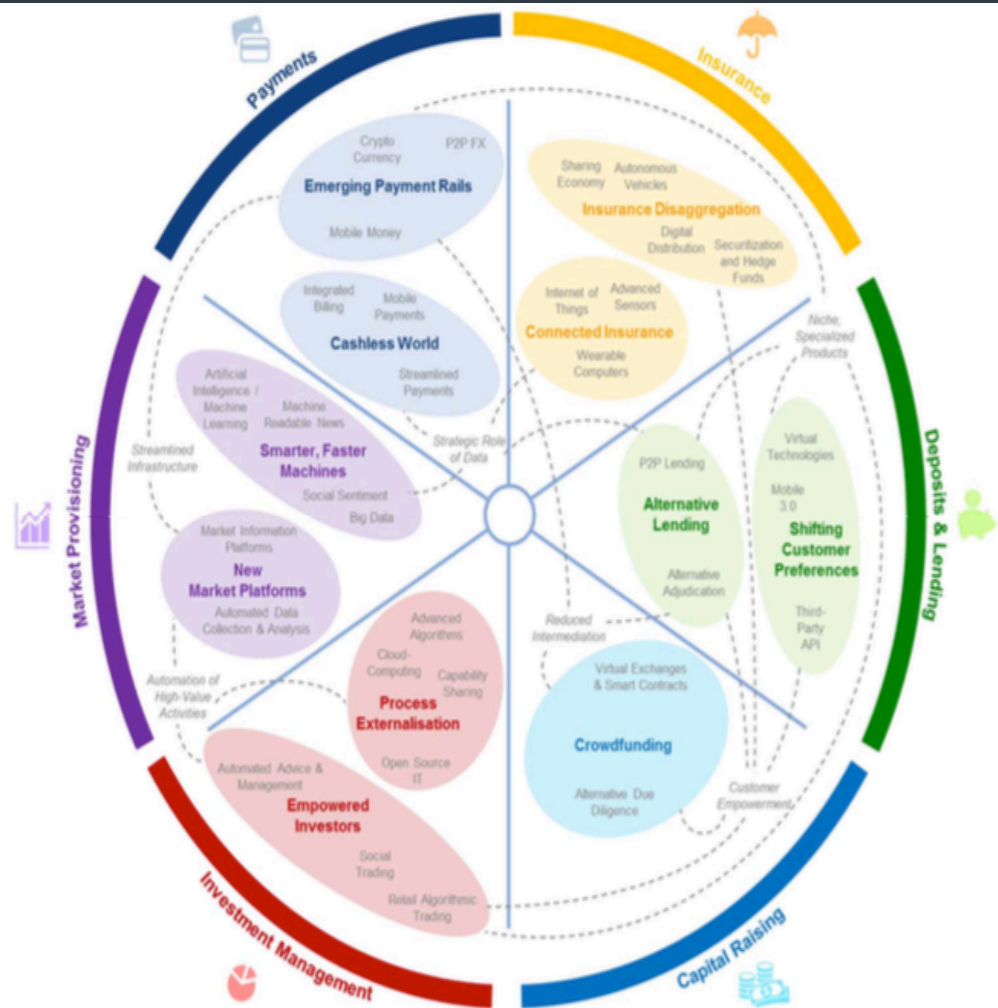 Payments
Insurance
Crypto
Currency
P2P FX
Emerging Payment Rails
Mobile Money
Integrated
Billing
Mobile
Payments
Cashless World
Streamlined
Payments
Sharing
Economy
Autonomous
Vehicles
Insurance Disaggregation
Digital
Distribution
Securitization
and Hedge
Funds
Internet of
Things
Advanced
Sensors
Connected Insurance
Wearable
Computers
Niche,
Specialized
Products
Market Provisioning
Artificial
Intelligence /
Machine
Learning
Machine
Readable News
Smarter, Faster
Machines
Social Sentiment
Big Data
Streamlined
Infrastructure
Strategic Role
of Data
Market Information
Platforms
New
Market Platforms
Automated Data
Collection & Analysis
Deposits & Lending
P2P Lending
Alternative
Lending
Alternative
Adjudication
Virtual
Technologies
Mobile
3.0
Shifting
Customer
Preferences
Third-
Party
API
Automation of
High-Value
Activities
Advanced
Algorithms
Cloud-
Computing
Capability
Sharing
Process
Externalisation
Open Source
IT
Automated Advice &
Management
Empowered
Investors
Social
Trading
Retail Algorithmic
Trading
Investment Management
Reduced
Intermediation
Virtual Exchanges
& Smart Contracts
Crowdfunding
Alternative Due
Diligence
Customer
Empowerment
Capital Raising